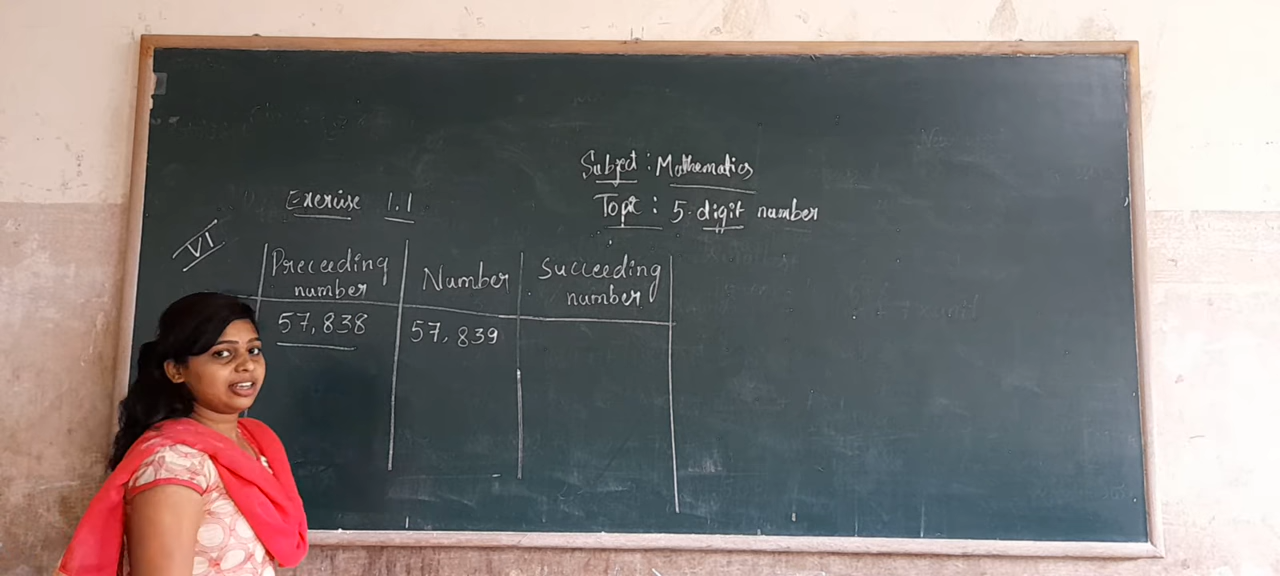 Subject : Mathematics
Topic : 5-digit number
Exercise 1.1
VI
Preceeding number
Number
Succeeding number
57,838
57,839